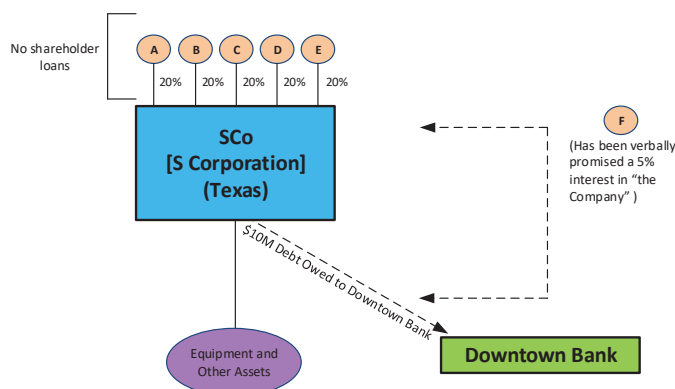 No shareholder
loans
A
B
C
D
E
20%
20%
20%
20%
20%
SCo
[S Corporation]
(Texas)
F
(Has been verbally
promised a 5%
interest in “the
Company” )
$10M Debt Owed to Downtown Bank
Equipment and
Other Assets
Downtown Bank